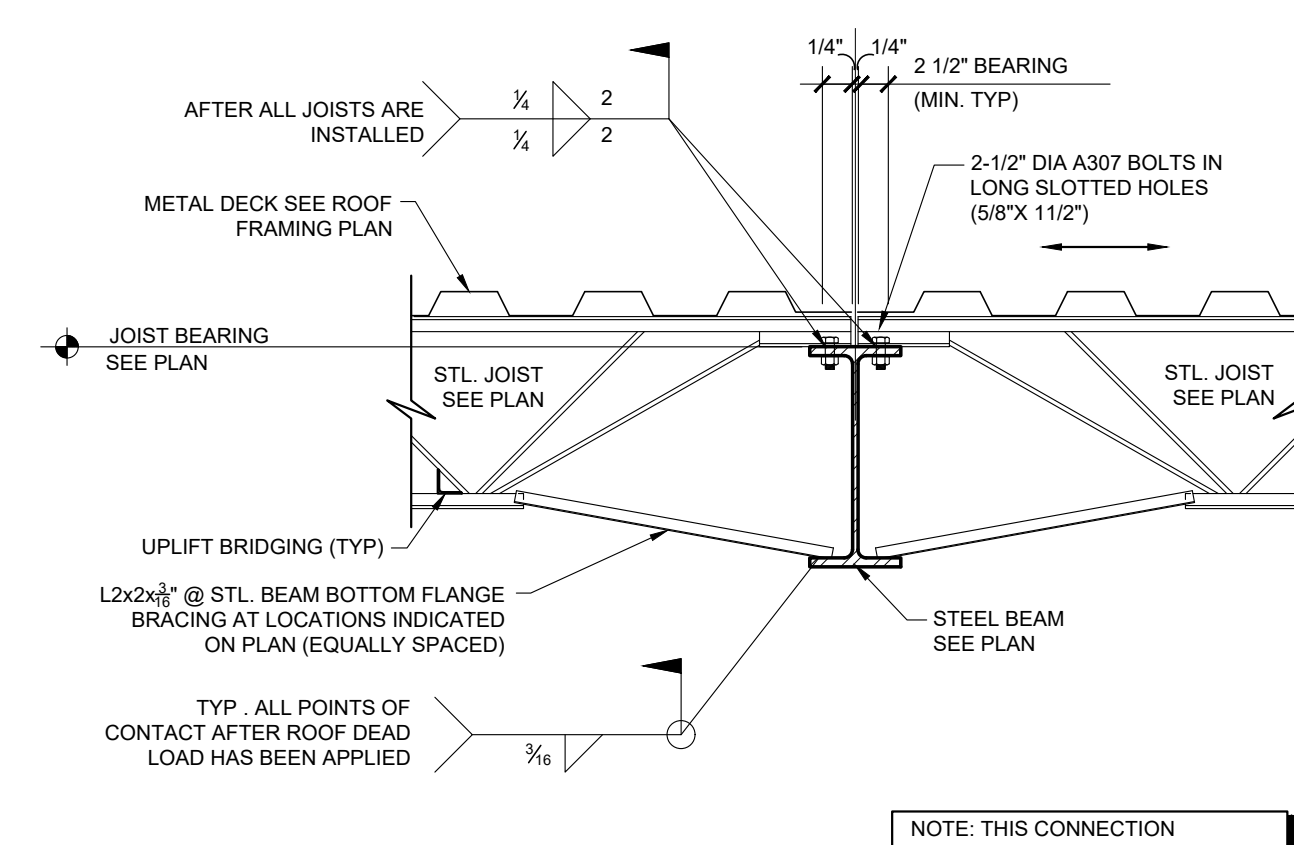 1/4" 1/4"
2 1/2" BEARING
(MIN. TYP)
AFTER ALL JOISTS ARE
INSTALLED
1⁄4 2
1⁄4 2
2-1/2" DIA A307 BOLTS IN
LONG SLOTTED HOLES
(5/8"X 11/2")
METAL DECK SEE ROOF
FRAMING PLAN
JOIST BEARING
SEE PLAN
STL. JOIST
SEE PLAN
STL. JOIST
SEE PLAN
UPLIFT BRIDGING (TYP)
L2x2x3⁄16" @ STL. BEAM BOTTOM FLANGE
BRACING AT LOCATIONS INDICATED
ON PLAN (EQUALLY SPACED)
STEEL BEAM
SEE PLAN
TYP . ALL POINTS OF
CONTACT AFTER ROOF DEAD
LOAD HAS BEEN APPLIED
3⁄16
NOTE: THIS CONNECTION